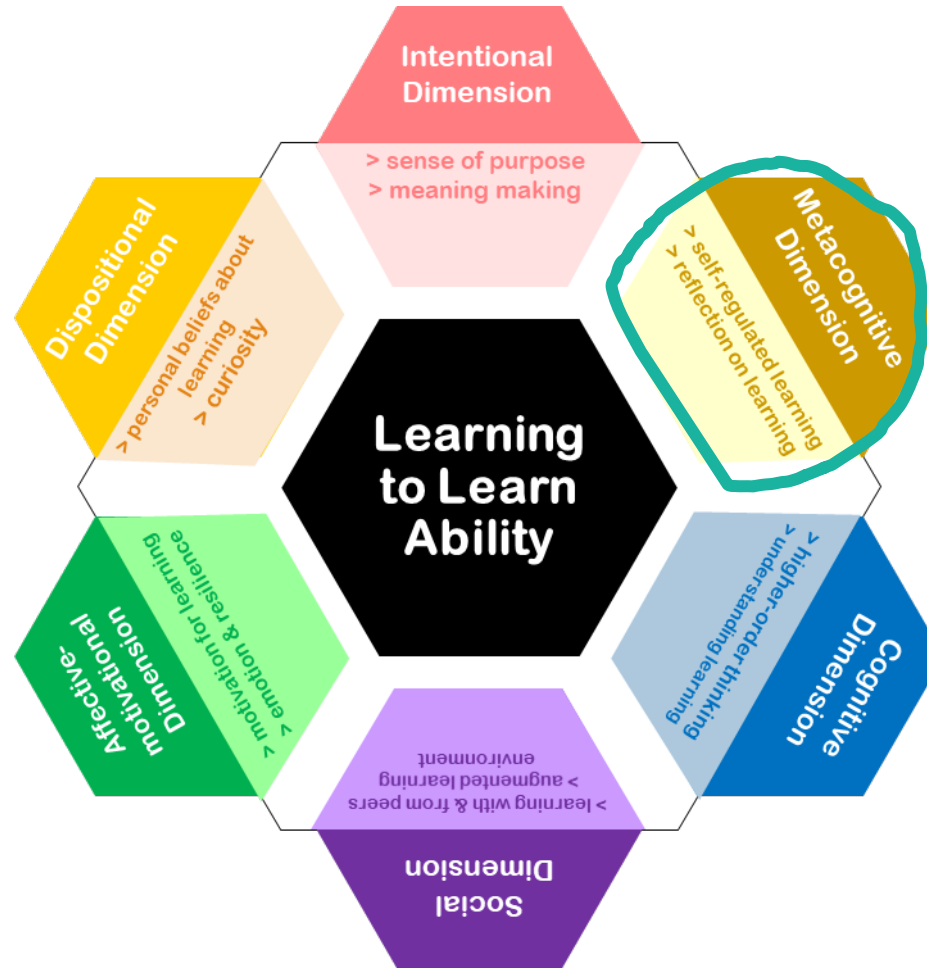 Intentional
Dimension
> sense of purpose
> meaning making
Metacognitive
Dimension
> self-regulated learning
> reflection on learning
Cognitive
Dimension
> higher-order thinking
> understanding learning
Social
Dimension
> learning with & from peers
> augmented learning
environment
Affective-
motivational
Dimension
> motivation for learning
> emotion & resilience
Dispositional
Dimension
> personal beliefs about
learning
> curiosity
Learning
to Learn
Ability